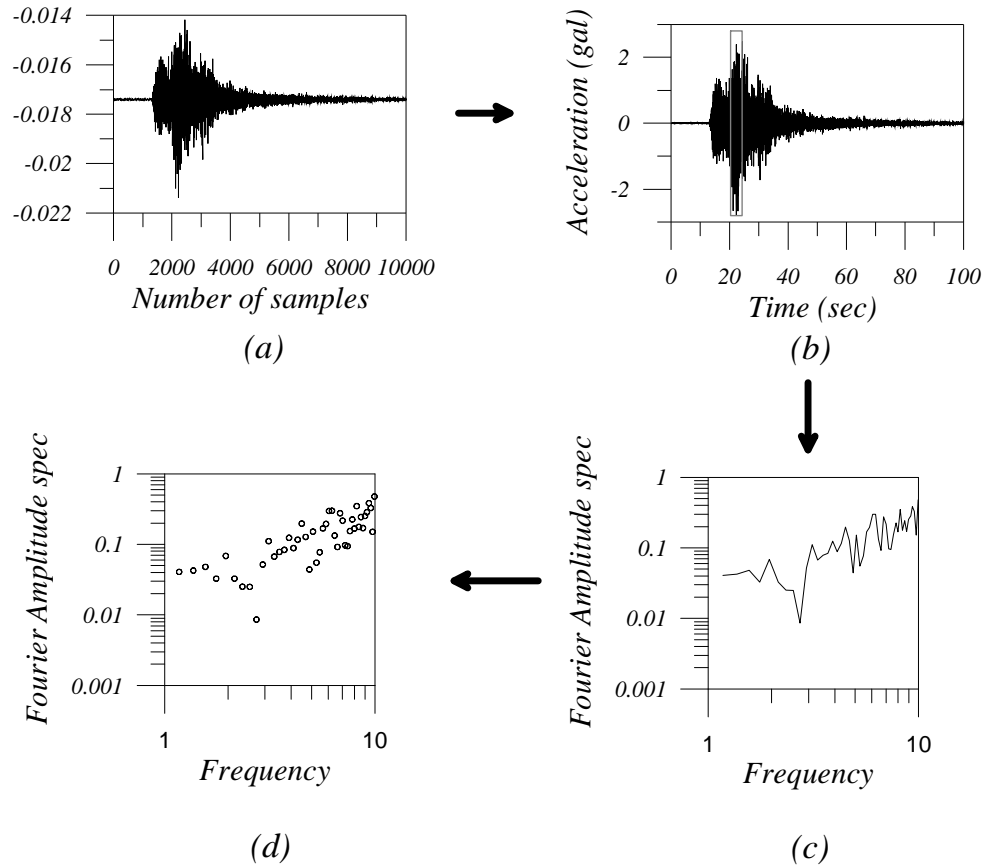 -0.014
-0.016
-0.018
-0.02
-0.022
0 2000 4000 6000 8000 10000
Number of samples
(a)
Acceleration (gal)
2
0
-2
0 20 40 60 80 100
Time (sec)
(b)
Fourier Amplitude spec
1
0.1
0.01
0.001
1 10
Frequency
(d)
Fourier Amplitude spec
1
0.1
0.01
0.001
1 10
Frequency
(c)